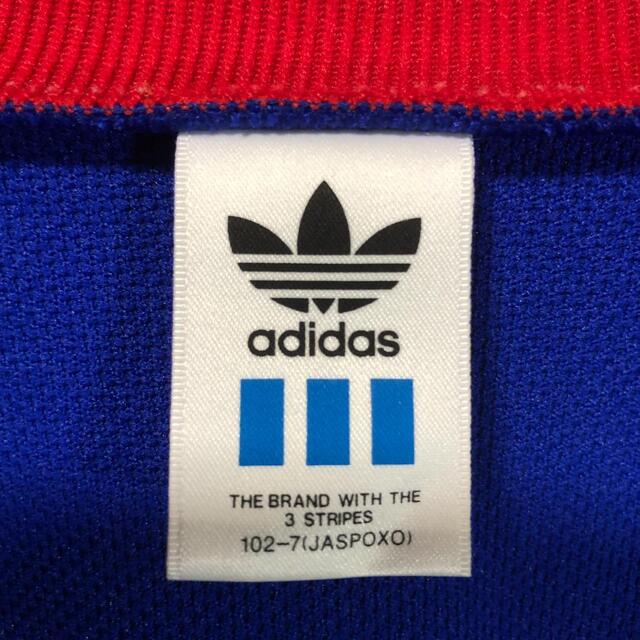 adidas
THE BRAND WITH THE
3 STRIPES
102-7(JASPOXO)